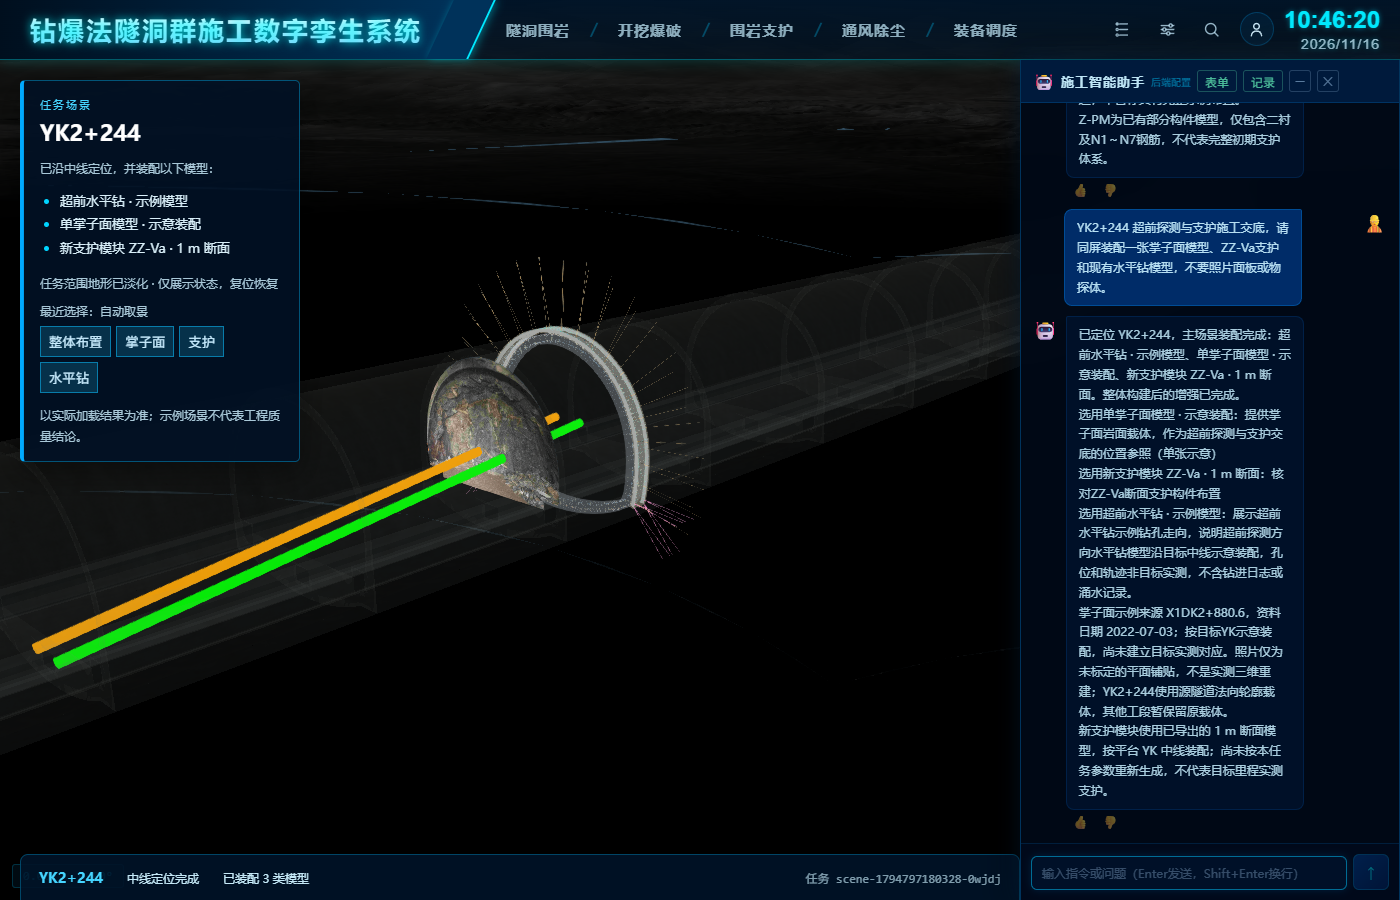 钻爆法隧洞群施工数字孪生系统
隧洞围岩 / 开挖爆破 / 围岩支护 / 通风除尘 / 装备调度
10:46:20
2026/11/16
任务场景
YK2+244
已沿中线定位，并装配以下模型：
• 超前水平钻 · 示例模型
• 单掌子面模型 · 示意装配
• 新支护模块 ZZ-Va · 1 m 断面
任务范围地形已淡化 · 仅展示状态，复位恢复
最近选择：自动取景
整体布置 掌子面 支护
水平钻
以实际加载结果为准；示例场景不代表工程质
量结论。
施工智能助手 后端配置 表单 记录
Z-PM为已有部分构件模型，仅包含二衬
及N1～N7钢筋，不代表完整初期支护
体系。
YK2+244 超前探测与支护施工交底，请
同屏装配一张掌子面模型、ZZ-Va支护
和现有水平钻模型，不要照片面板或物
探体。
已定位 YK2+244，主场景装配完成：超
前水平钻 · 示例模型、单掌子面模型 · 示
意装配、新支护模块 ZZ-Va · 1 m 断
面。整体构建后的增强已完成。
选用单掌子面模型 · 示意装配：提供掌
子面岩面载体，作为超前探测与支护交
底的位置参照（单张示意）
选用新支护模块 ZZ-Va · 1 m 断面：核
对ZZ-Va断面支护构件布置
选用超前水平钻 · 示例模型：展示超前
水平钻示例钻孔走向，说明超前探测方
向水平钻模型沿目标中线示意装配，孔
位和轨迹非目标实测，不含钻进日志或
涌水记录。
掌子面示例来源 X1DK2+880.6，资料
日期 2022-07-03；按目标YK示意装
配，尚未建立目标实测对应。照片仅为
未标定的平面铺贴，不是实测三维重
建；YK2+244使用源隧道法向轮廓载
体，其他工段暂保留原载体。
新支护模块使用已导出的 1 m 断面模
型，按平台 YK 中线装配；尚未按本任
务参数重新生成，不代表目标里程实测
支护。
YK2+244 中线定位完成 已装配 3 类模型
任务 scene-1794797180328-0wjdj
输入指令或问题（Enter发送，Shift+Enter换行）